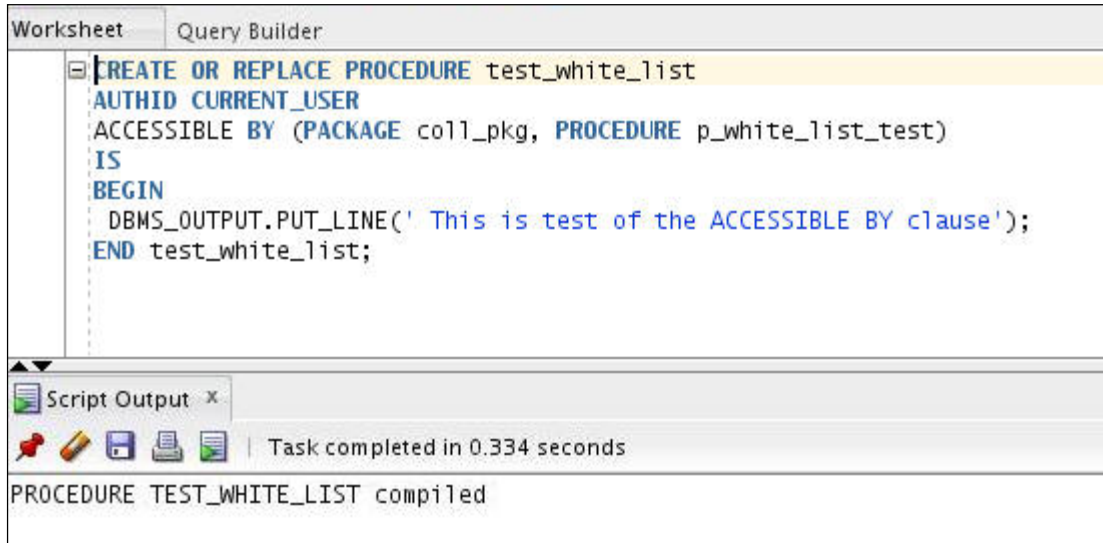 Worksheet Query Builder
CREATE OR REPLACE PROCEDURE test_white_list
AUTHID CURRENT_USER
ACCESSIBLE BY (PACKAGE coll_pkg, PROCEDURE p_white_list_test)
IS
BEGIN
DBMS_OUTPUT.PUT_LINE(' This is test of the ACCESSIBLE BY clause');
END test_white_list;
Script Output x
Task completed in 0.334 seconds
PROCEDURE TEST_WHITE_LIST compiled